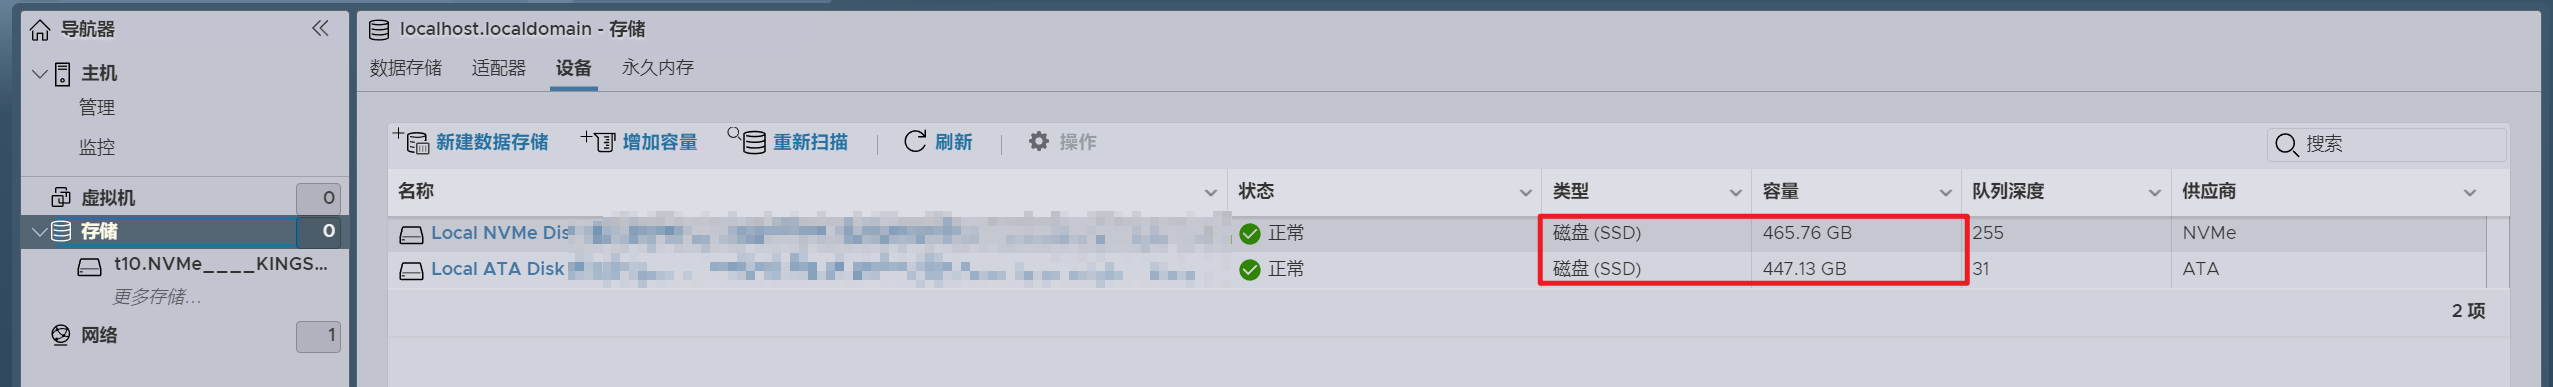 导航器
主机
管理
监控
虚拟机 0
存储 0
t10.NVMe____KINGS...
更多存储...
网络 1
localhost.localdomain - 存储
数据存储 适配器 设备 永久内存
新建数据存储 增加容量 重新扫描 刷新 操作 搜索
名称 状态 类型 容量 队列深度 供应商
Local NVMe Dis 正常 磁盘 (SSD) 465.76 GB 255 NVMe
Local ATA Disk 正常 磁盘 (SSD) 447.13 GB 31 ATA
2 项